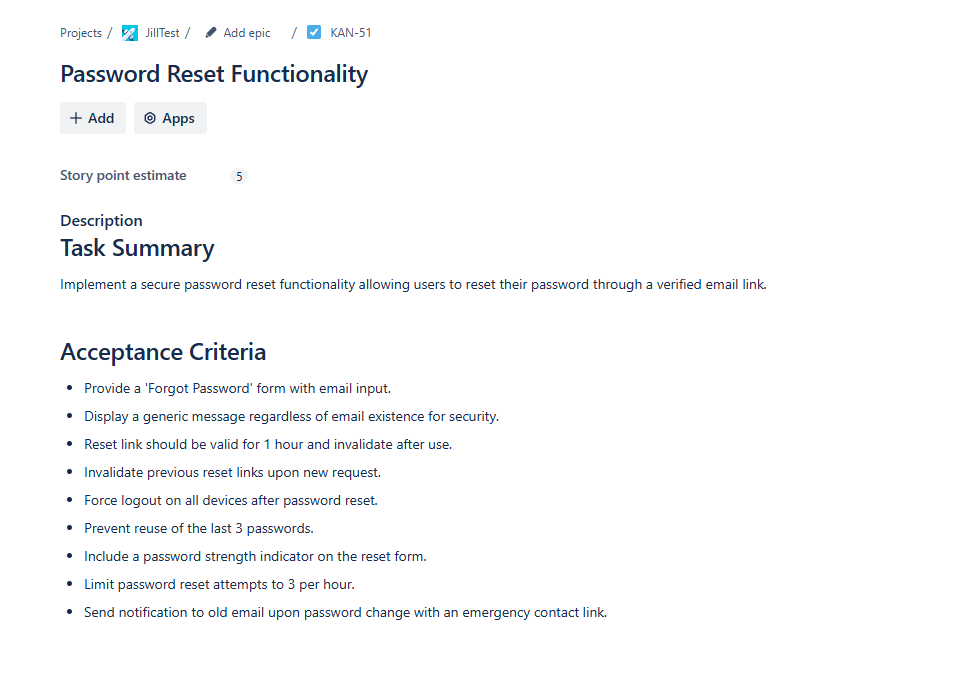 Projects / JillTest / Add epic / KAN-51
Password Reset Functionality
+ Add Apps
Story point estimate 5
Description
Task Summary
Implement a secure password reset functionality allowing users to reset their password through a verified email link.
Acceptance Criteria
• Provide a 'Forgot Password' form with email input.
• Display a generic message regardless of email existence for security.
• Reset link should be valid for 1 hour and invalidate after use.
• Invalidate previous reset links upon new request.
• Force logout on all devices after password reset.
• Prevent reuse of the last 3 passwords.
• Include a password strength indicator on the reset form.
• Limit password reset attempts to 3 per hour.
• Send notification to old email upon password change with an emergency contact link.